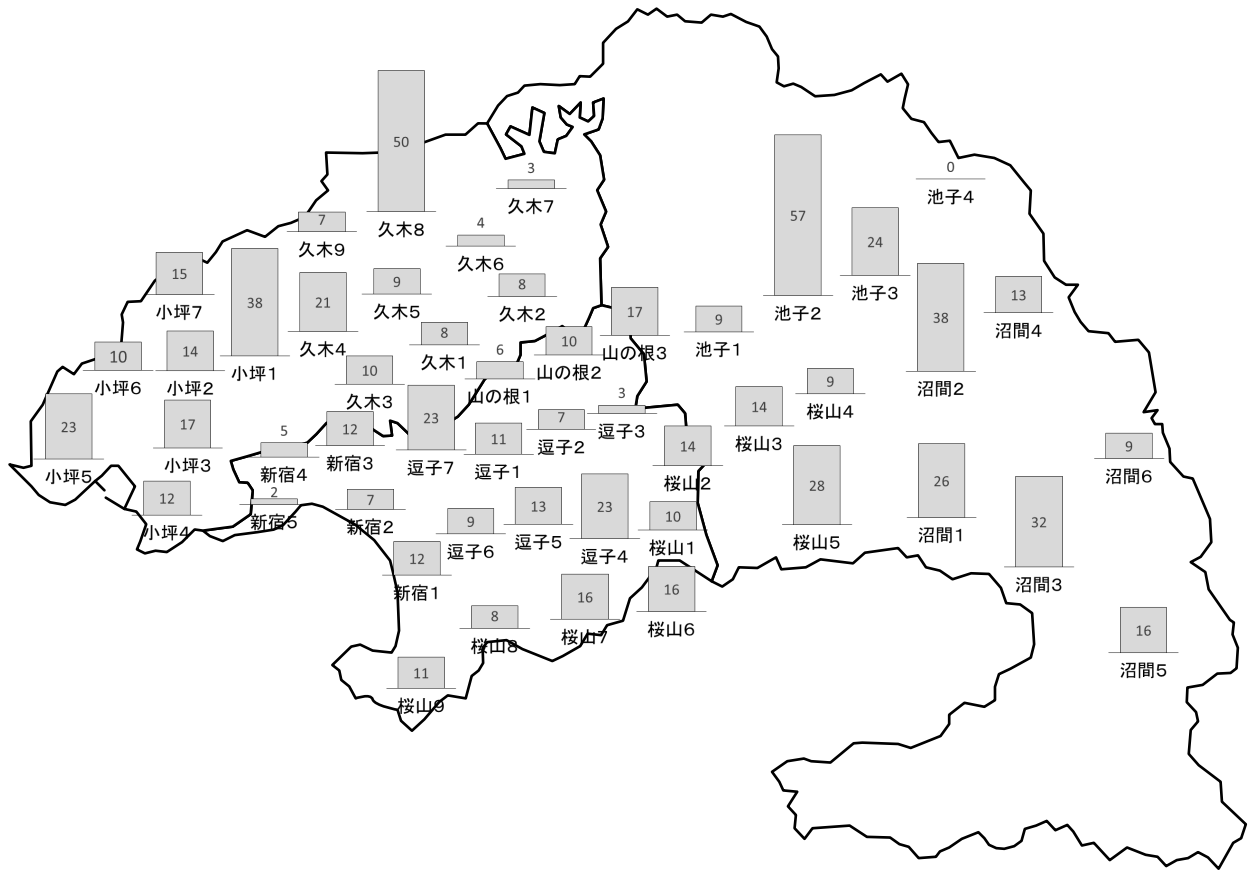 50
久木8
3
久木7
0
池子4
57
池子2
24
池子3
7
久木9
4
久木6
15
小坪7
38
小坪1
21
久木4
9
久木5
8
久木2
38
沼間2
13
沼間4
17
山の根3
9
池子1
8
久木1
10
山の根2
10
小坪6
14
小坪2
10
久木3
6
山の根1
9
桜山4
23
小坪5
17
小坪3
5
新宿4
12
新宿3
23
逗子7
11
逗子1
7
逗子2
3
逗子3
14
桜山2
14
桜山3
9
沼間6
12
小坪4
2
新宿5
7
新宿2
9
逗子6
13
逗子5
23
逗子4
10
桜山1
28
桜山5
26
沼間1
32
沼間3
12
新宿1
8
桜山8
16
桜山7
16
桜山6
16
沼間5
11
桜山9